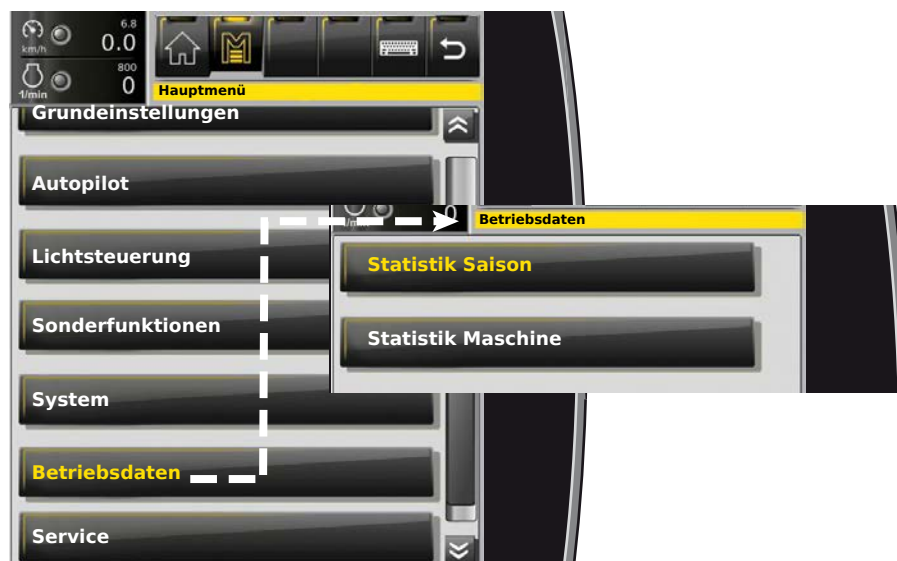 6.8
km/h 0.0
800
1/min 0
Hauptmenü
Grundeinstellungen
Autopilot
Lichtsteuerung
Sonderfunktionen
System
Betriebsdaten
Service
0
Betriebsdaten
Statistik Saison
Statistik Maschine